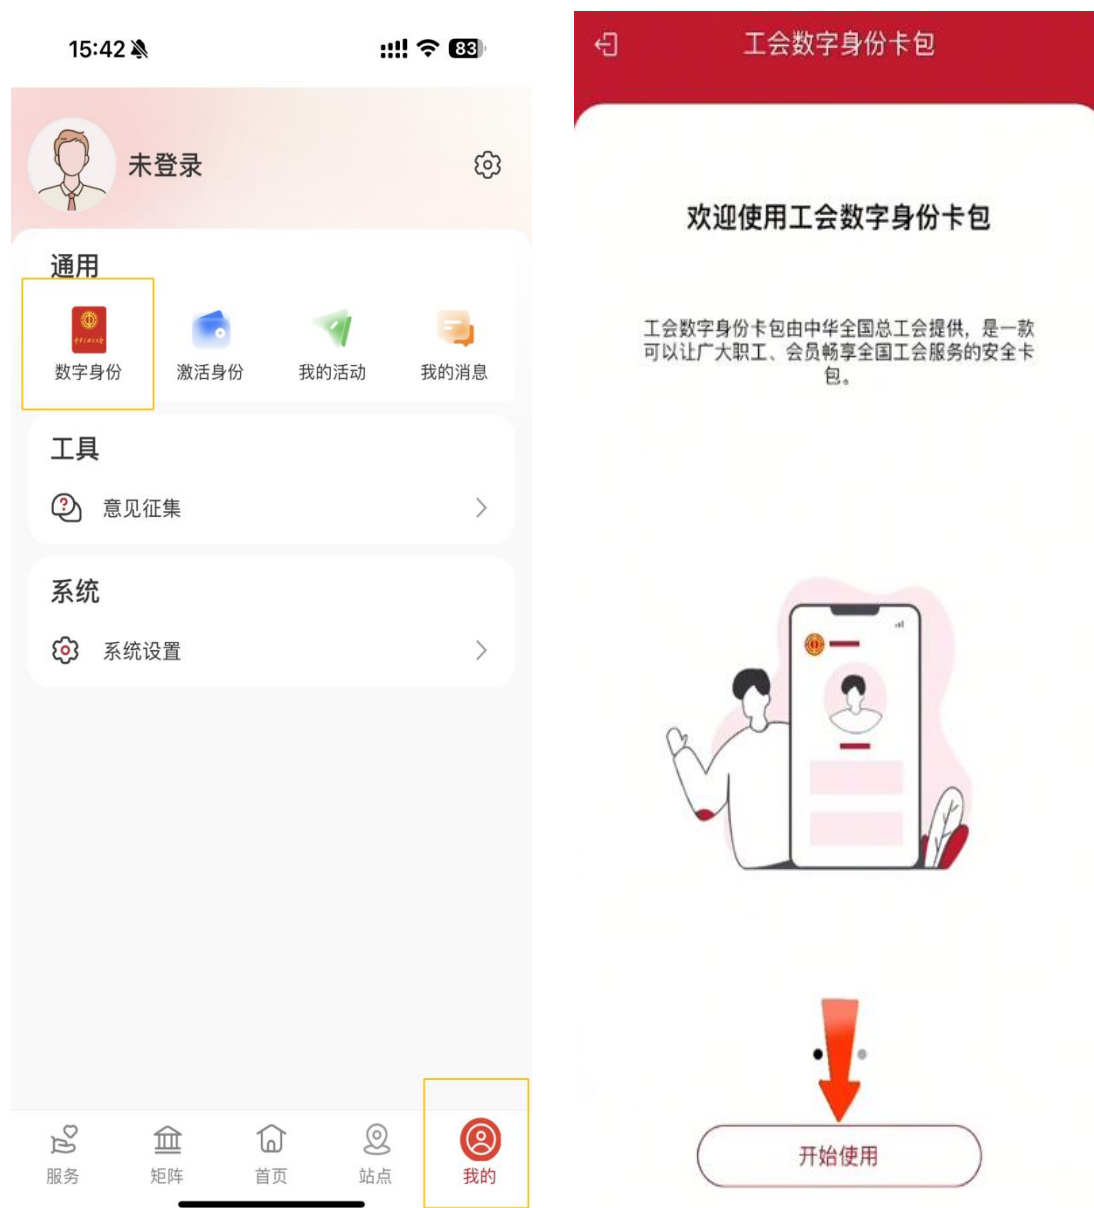 15:42
83
未登录
通用
数字身份
激活身份
我的活动
我的消息
工具
意见征集
系统
系统设置
服务
矩阵
首页
站点
我的
工会数字身份卡包
欢迎使用工会数字身份卡包
工会数字身份卡包由中华全国总工会提供，是一款
可以让广大职工、会员畅享全国工会服务的安全卡
包。
开始使用